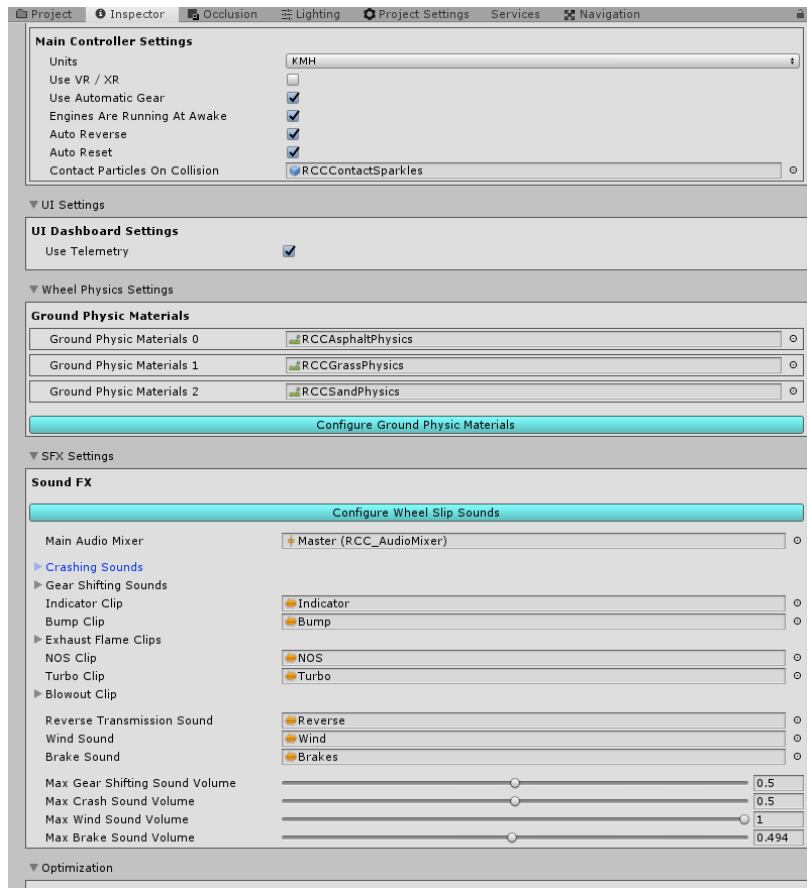 Project Inspector Occlusion Lighting Project Settings Services Navigation
Main Controller Settings
Units KMH
Use VR / XR
Use Automatic Gear
Engines Are Running At Awake
Auto Reverse
Auto Reset
Contact Particles On Collision RCCContactSparkles
UI Settings
UI Dashboard Settings
Use Telemetry
Wheel Physics Settings
Ground Physic Materials
Ground Physic Materials 0 RCCAsphaltPhysics
Ground Physic Materials 1 RCCGrassPhysics
Ground Physic Materials 2 RCCSandPhysics
Configure Ground Physic Materials
SFX Settings
Sound FX
Configure Wheel Slip Sounds
Main Audio Mixer Master (RCC_AudioMixer)
Crashing Sounds
Gear Shifting Sounds
Indicator Clip Indicator
Bump Clip Bump
Exhaust Flame Clips
NOS Clip NOS
Turbo Clip Turbo
Blowout Clip
Reverse Transmission Sound Reverse
Wind Sound Wind
Brake Sound Brakes
Max Gear Shifting Sound Volume 0.5
Max Crash Sound Volume 0.5
Max Wind Sound Volume 1
Max Brake Sound Volume 0.494
Optimization